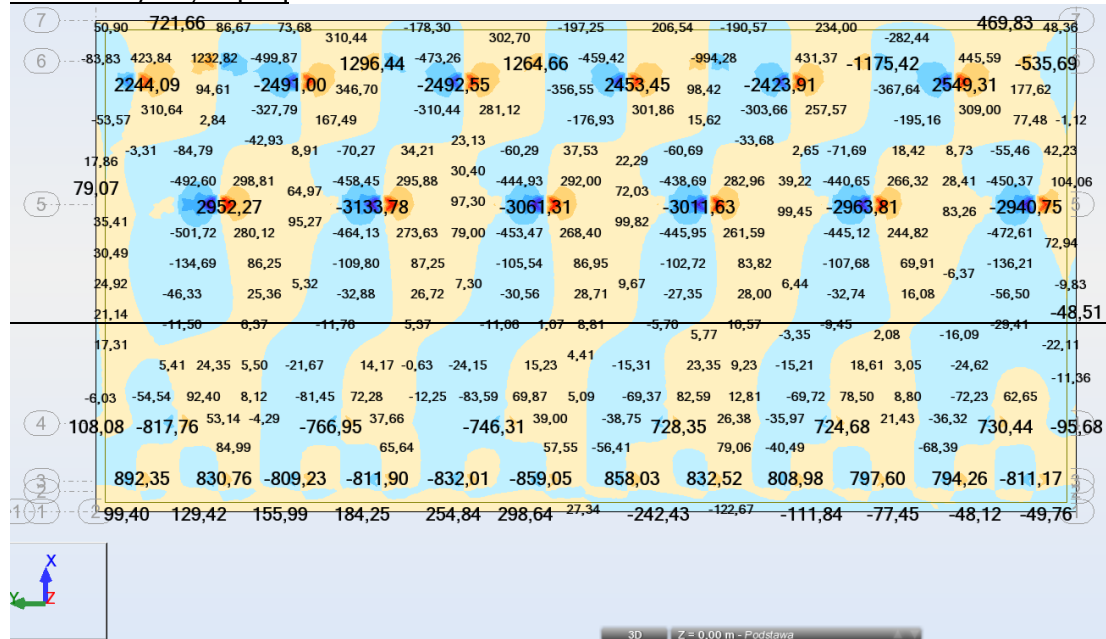 7 50,90 721,66 86,67 73,68 -178,30 -197,25 206,54 -190,57 234,00 469,83 48,36 7
310,44 302,70 -282,44
6 -83,83 423,84 1232,82 -499,87 1296,44 -473,26 1264,66 -459,42 -994,28 431,37 -1175,42 445,59 -535,69
2244,09 94,61 -2491,00 346,70 -2492,55 -356,55 2453,45 98,42 -2423,91 -367,64 2549,31 177,62
-53,57 310,64 2,84 -327,79 167,49 -310,44 281,12 -176,93 301,86 15,62 -303,66 257,57 -195,16 309,00 77,48 -1,12
-42,93 23,13 -33,68
17,86 -3,31 -84,79 8,91 -70,27 34,21 -60,29 37,53 22,29 -60,69 2,65 -71,69 18,42 8,73 -55,46 42,23
79,07 -492,60 298,81 64,97 -458,45 295,88 30,40 -444,93 292,00 72,03 -438,69 282,96 39,22 -440,65 266,32 28,41 -450,37 104,06
5 2952,27 -3133,78 97,30 -3061,31 -3011,63 99,45 -2963,81 83,26 -2940,75 5
35,41 -501,72 280,12 95,27 -464,13 273,63 79,00 -453,47 268,40 99,82 -445,95 261,59 -445,12 244,82 -472,61 72,94
30,49 -134,69 86,25 -109,80 87,25 -105,54 86,95 -102,72 83,82 -107,68 69,91 -6,37 -136,21
24,92 -46,33 25,36 5,32 -32,88 26,72 7,30 -30,56 28,71 9,67 -27,35 28,00 6,44 -32,74 16,08 -56,50 -9,83
21,14 -48,51
-11,50 8,37 -11,76 5,37 -11,06 1,07 8,81 -5,70 10,57 -9,45 -29,41
17,31 5,77 -3,35 2,08 -16,09 -22,11
5,41 24,35 5,50 -21,67 14,17 -0,63 -24,15 15,23 4,41 -15,31 23,35 9,23 -15,21 18,61 3,05 -24,62 -11,36
-6,03 -54,54 92,40 8,12 -81,45 72,28 -12,25 -83,59 69,87 5,09 -69,37 82,59 12,81 -69,72 78,50 8,80 -72,23 62,65
4 108,08 -817,76 53,14 -4,29 -766,95 37,66 -746,31 39,00 -38,75 728,35 26,38 -35,97 724,68 21,43 -36,32 730,44 -95,68
84,99 65,64 57,55 -56,41 79,06 -40,49 -68,39
3 892,35 830,76 -809,23 -811,90 -832,01 -859,05 858,03 832,52 808,98 797,60 794,26 -811,17
2
1 1 2 99,40 129,42 155,99 184,25 254,84 298,64 27,34 -242,43 -122,67 -111,84 -77,45 -48,12 -49,76
X
Y Z
3D Z = 0,00 m - Podstawa